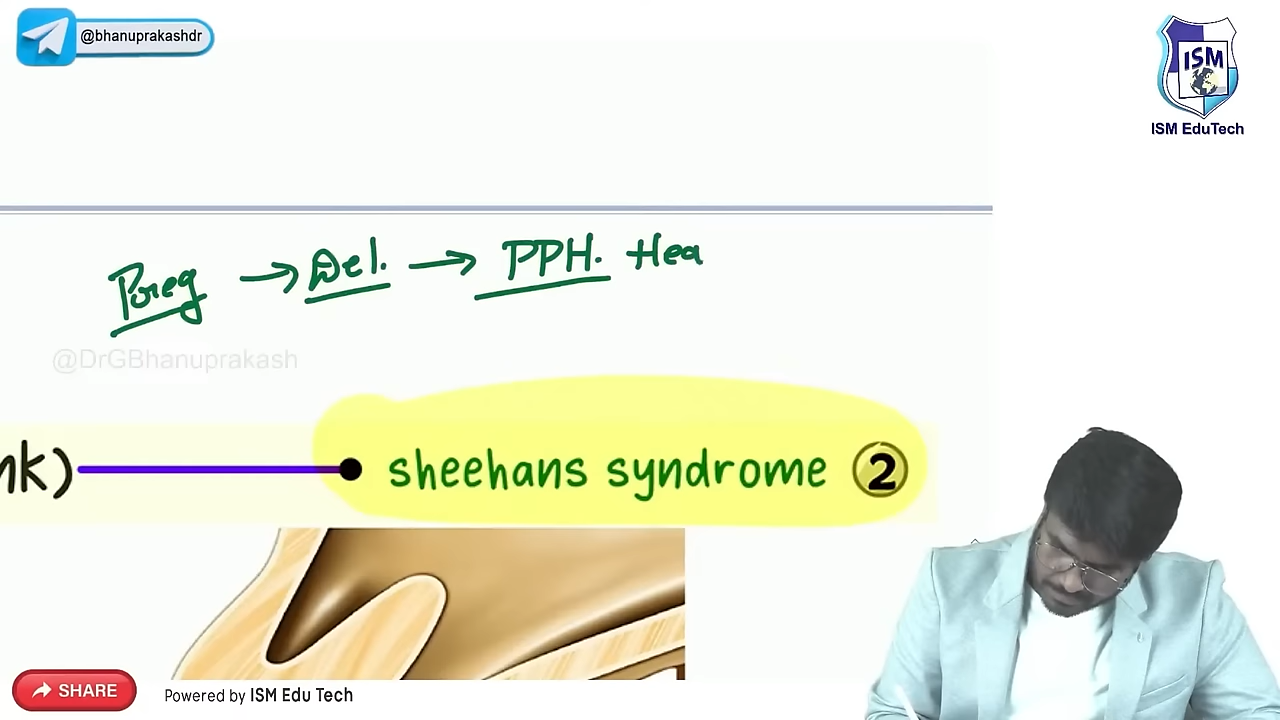 @bhanuprakashdr
ISM
ISM EduTech
Preg → Del. → PPH. Hea
@DrGBhanuprakash
nk)
sheehans syndrome 2
SHARE
Powered by ISM Edu Tech